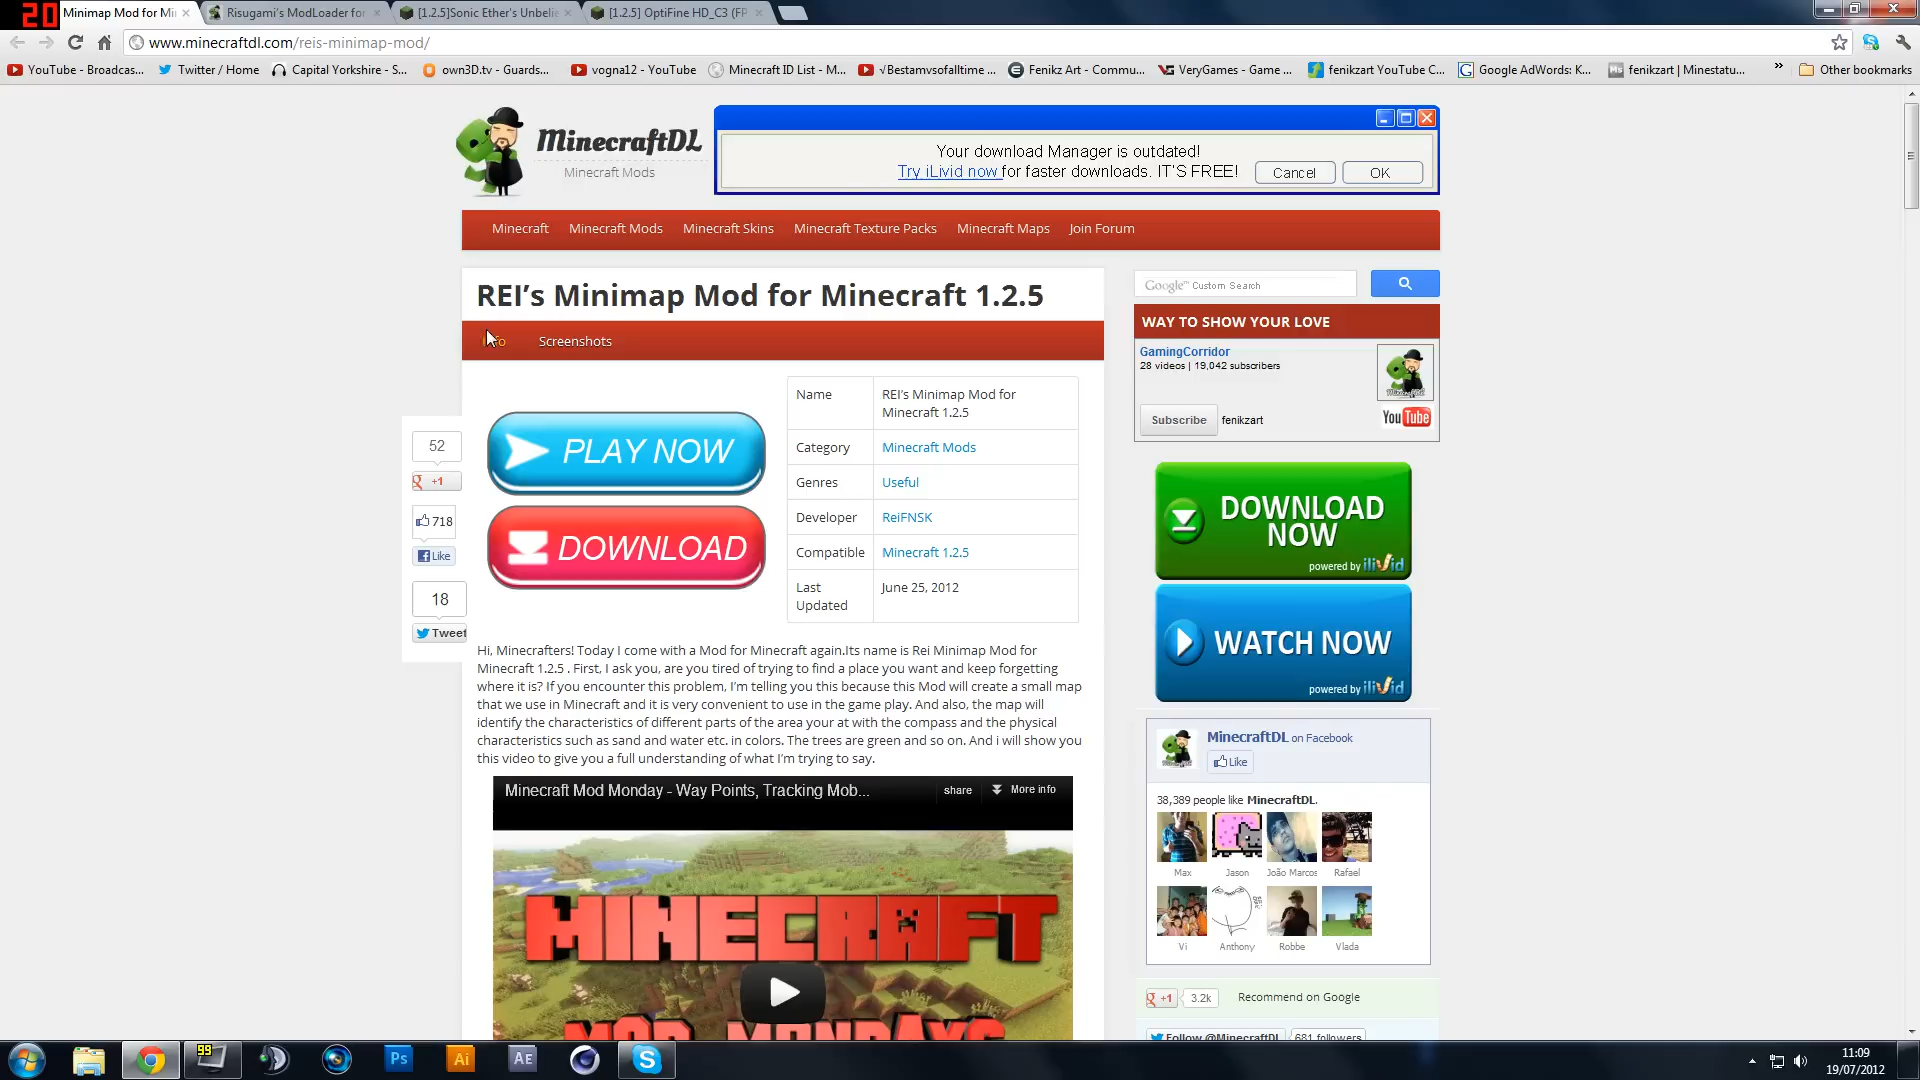 20
Minimap Mod for Mi
Risugami's ModLoader for
[1.2.5]Sonic Ether's Unbelie
[1.2.5] OptiFine HD_C3 (FP
www.minecraftdl.com/reis-minimap-mod/
YouTube - Broadcas...
Twitter / Home
Capital Yorkshire - S...
own3D.tv - Guards...
vogna12 - YouTube
Minecraft ID List - M...
√Bestamvsofalltime ...
Fenikz Art - Commu...
VG VeryGames - Game ...
fenikzart YouTube C...
G Google AdWords: K...
Ms fenikzart | Minestatu...
»
Other bookmarks
MinecraftDL
Minecraft Mods
Your download Manager is outdated!
Try iLivid now for faster downloads. IT'S FREE!
Cancel
OK
Minecraft
Minecraft Mods
Minecraft Skins
Minecraft Texture Packs
Minecraft Maps
Join Forum
REI's Minimap Mod for Minecraft 1.2.5
Info
Screenshots
Google™ Custom Search
WAY TO SHOW YOUR LOVE
GamingCorridor
28 videos | 19,042 subscribers
Subscribe
fenikzart
YouTube
PLAY NOW
DOWNLOAD
Name
REI's Minimap Mod for
Minecraft 1.2.5
Category
Minecraft Mods
Genres
Useful
Developer
ReiFNSK
Compatible
Minecraft 1.2.5
Last
Updated
June 25, 2012
52
g +1
718
Like
18
Tweet
DOWNLOAD
NOW
powered by ilivid
WATCH NOW
powered by ilivid
Hi, Minecrafters! Today I come with a Mod for Minecraft again.Its name is Rei Minimap Mod for
Minecraft 1.2.5 . First, I ask you, are you tired of trying to find a place you want and keep forgetting
where it is? If you encounter this problem, I'm telling you this because this Mod will create a small map
that we use in Minecraft and it is very convenient to use in the game play. And also, the map will
identify the characteristics of different parts of the area your at with the compass and the physical
characteristics such as sand and water etc. in colors. The trees are green and so on. And i will show you
this video to give you a full understanding of what I'm trying to say.
Minecraft Mod Monday - Way Points, Tracking Mob...
share
More info
MINECRAFT
MOD MONDAYS
MinecraftDL on Facebook
Like
38,389 people like MinecraftDL.
Max
Jason
João Marcos
Rafael
Vi
Anthony
Robbe
Vlada
g +1
3.2k
Recommend on Google
Follow @MinecraftDL
681 followers
99
Ps
Ai
AE
11:09
19/07/2012